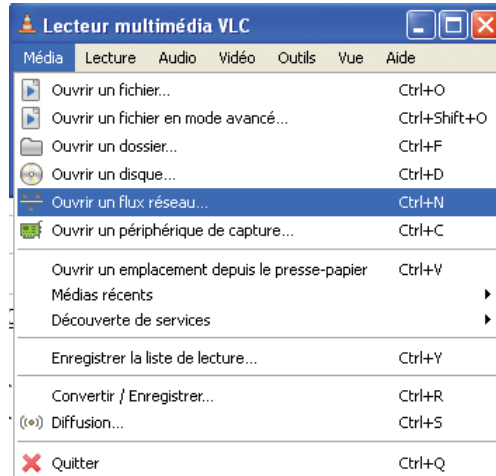 Lecteur multimédia VLC
Média Lecture Audio Vidéo Outils Vue Aide
Ouvrir un fichier... Ctrl+O
Ouvrir un fichier en mode avancé... Ctrl+Shift+O
Ouvrir un dossier... Ctrl+F
Ouvrir un disque... Ctrl+D
Ouvrir un flux réseau... Ctrl+N
Ouvrir un périphérique de capture... Ctrl+C
Ouvrir un emplacement depuis le presse-papier Ctrl+V
Médias récents
Découverte de services
Enregistrer la liste de lecture... Ctrl+Y
Convertir / Enregistrer... Ctrl+R
Diffusion... Ctrl+S
Quitter Ctrl+Q